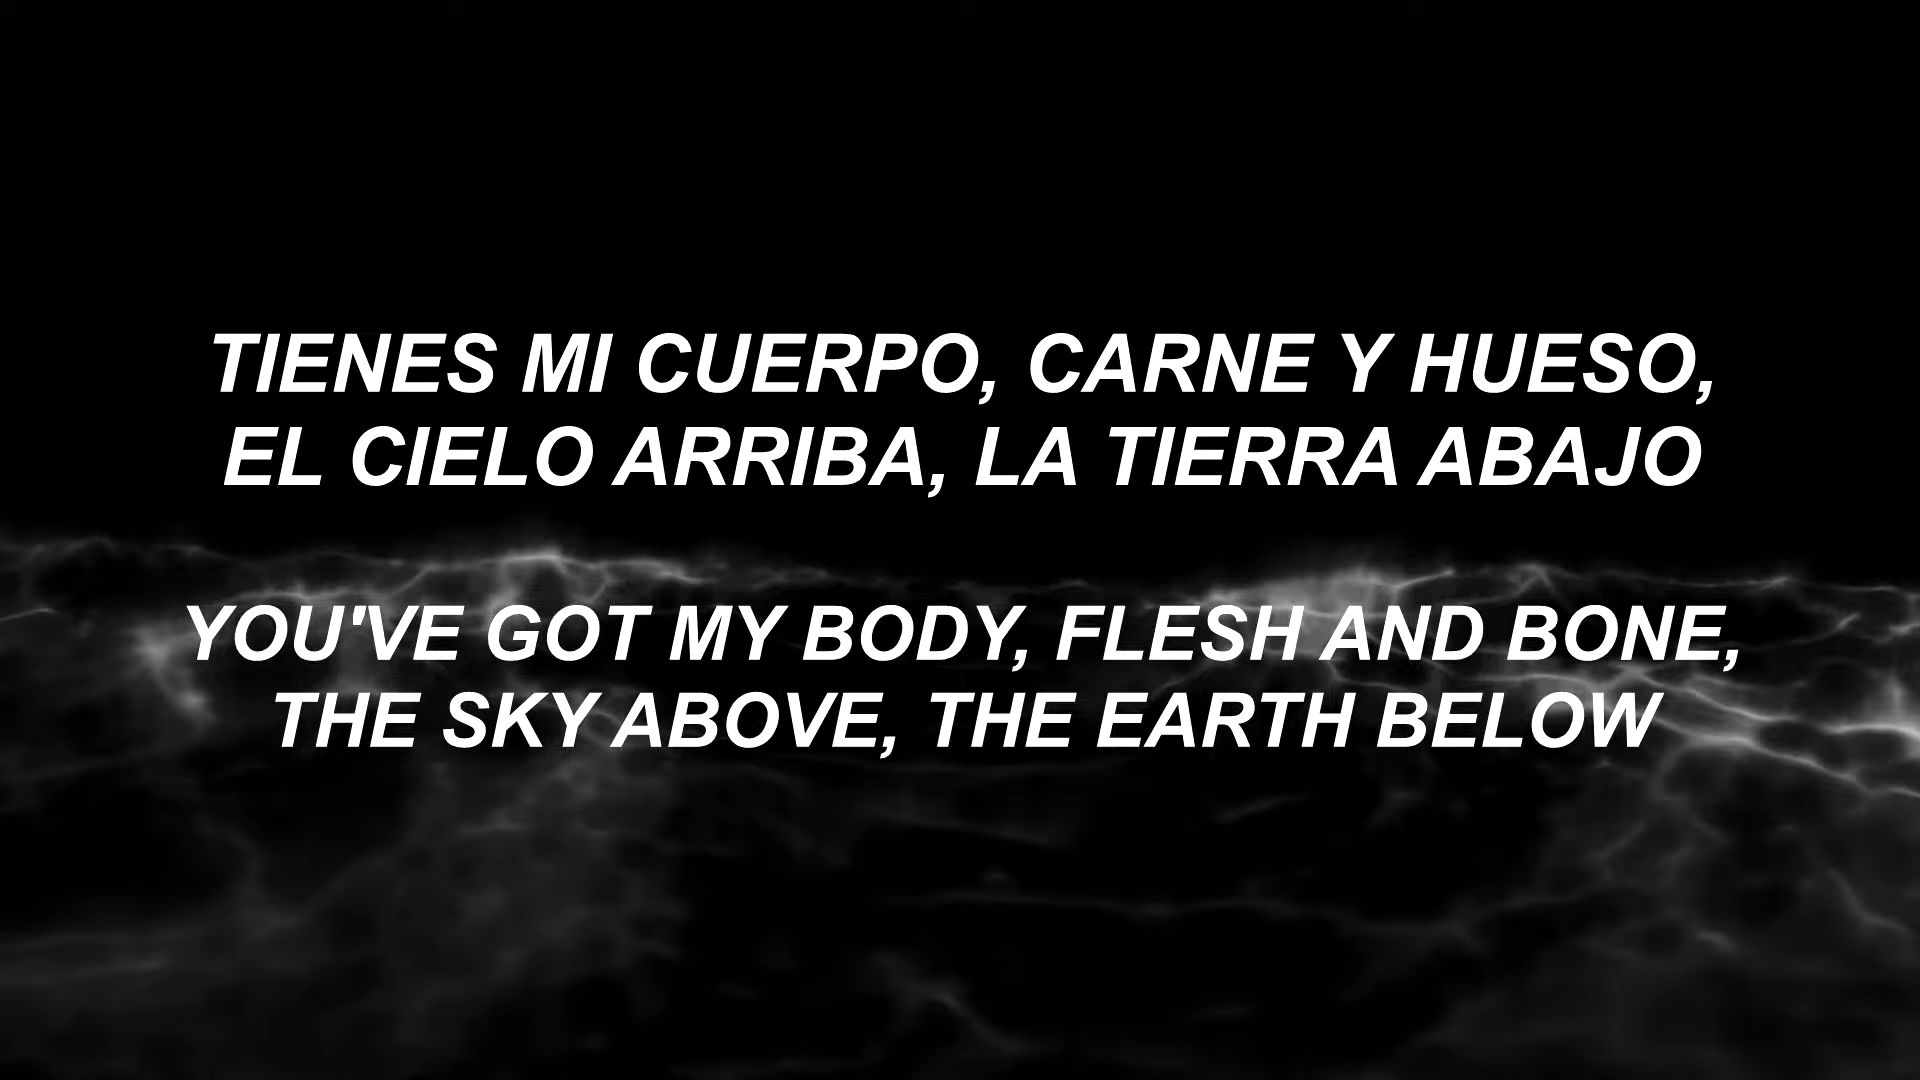 TIENES MI CUERPO, CARNE Y HUESO,
EL CIELO ARRIBA, LA TIERRA ABAJO
YOU'VE GOT MY BODY, FLESH AND BONE,
THE SKY ABOVE, THE EARTH BELOW